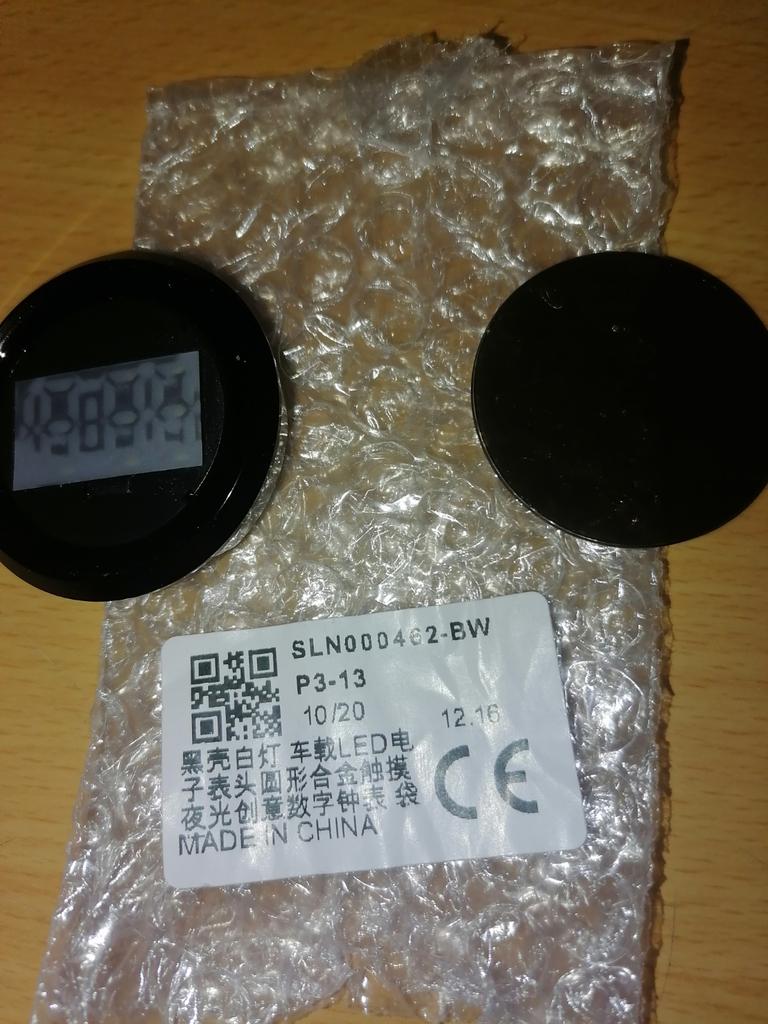 SLN000462-BW
P3-13
10/20 12.16
黑亮白灯 车载LED电
子表头圆形合金触摸
夜光创意数字钟表 袋
MADE IN CHINA
CE